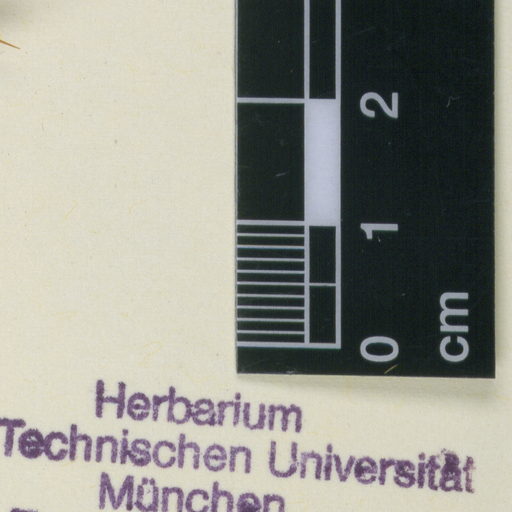 2
1
0
cm
Herbarium
Technischen Universität
München